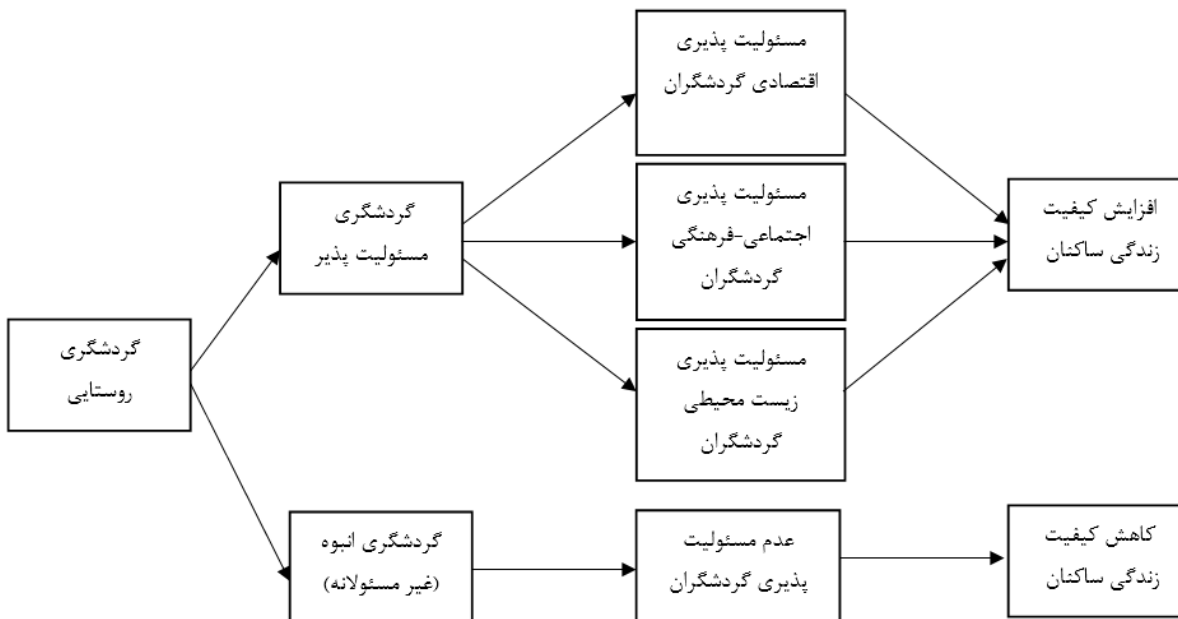 گردشگری
روستایی
گردشگری
مسئولیت پذیر
مسئولیت پذیری
اقتصادی گردشگران
مسئولیت پذیری
اجتماعی-فرهنگی
گردشگران
مسئولیت پذیری
زیست محیطی
گردشگران
افزایش کیفیت
زندگی ساکنان
گردشگری انبوه
(غیر مسئولانه)
عدم مسئولیت
پذیری گردشگران
کاهش کیفیت
زندگی ساکنان